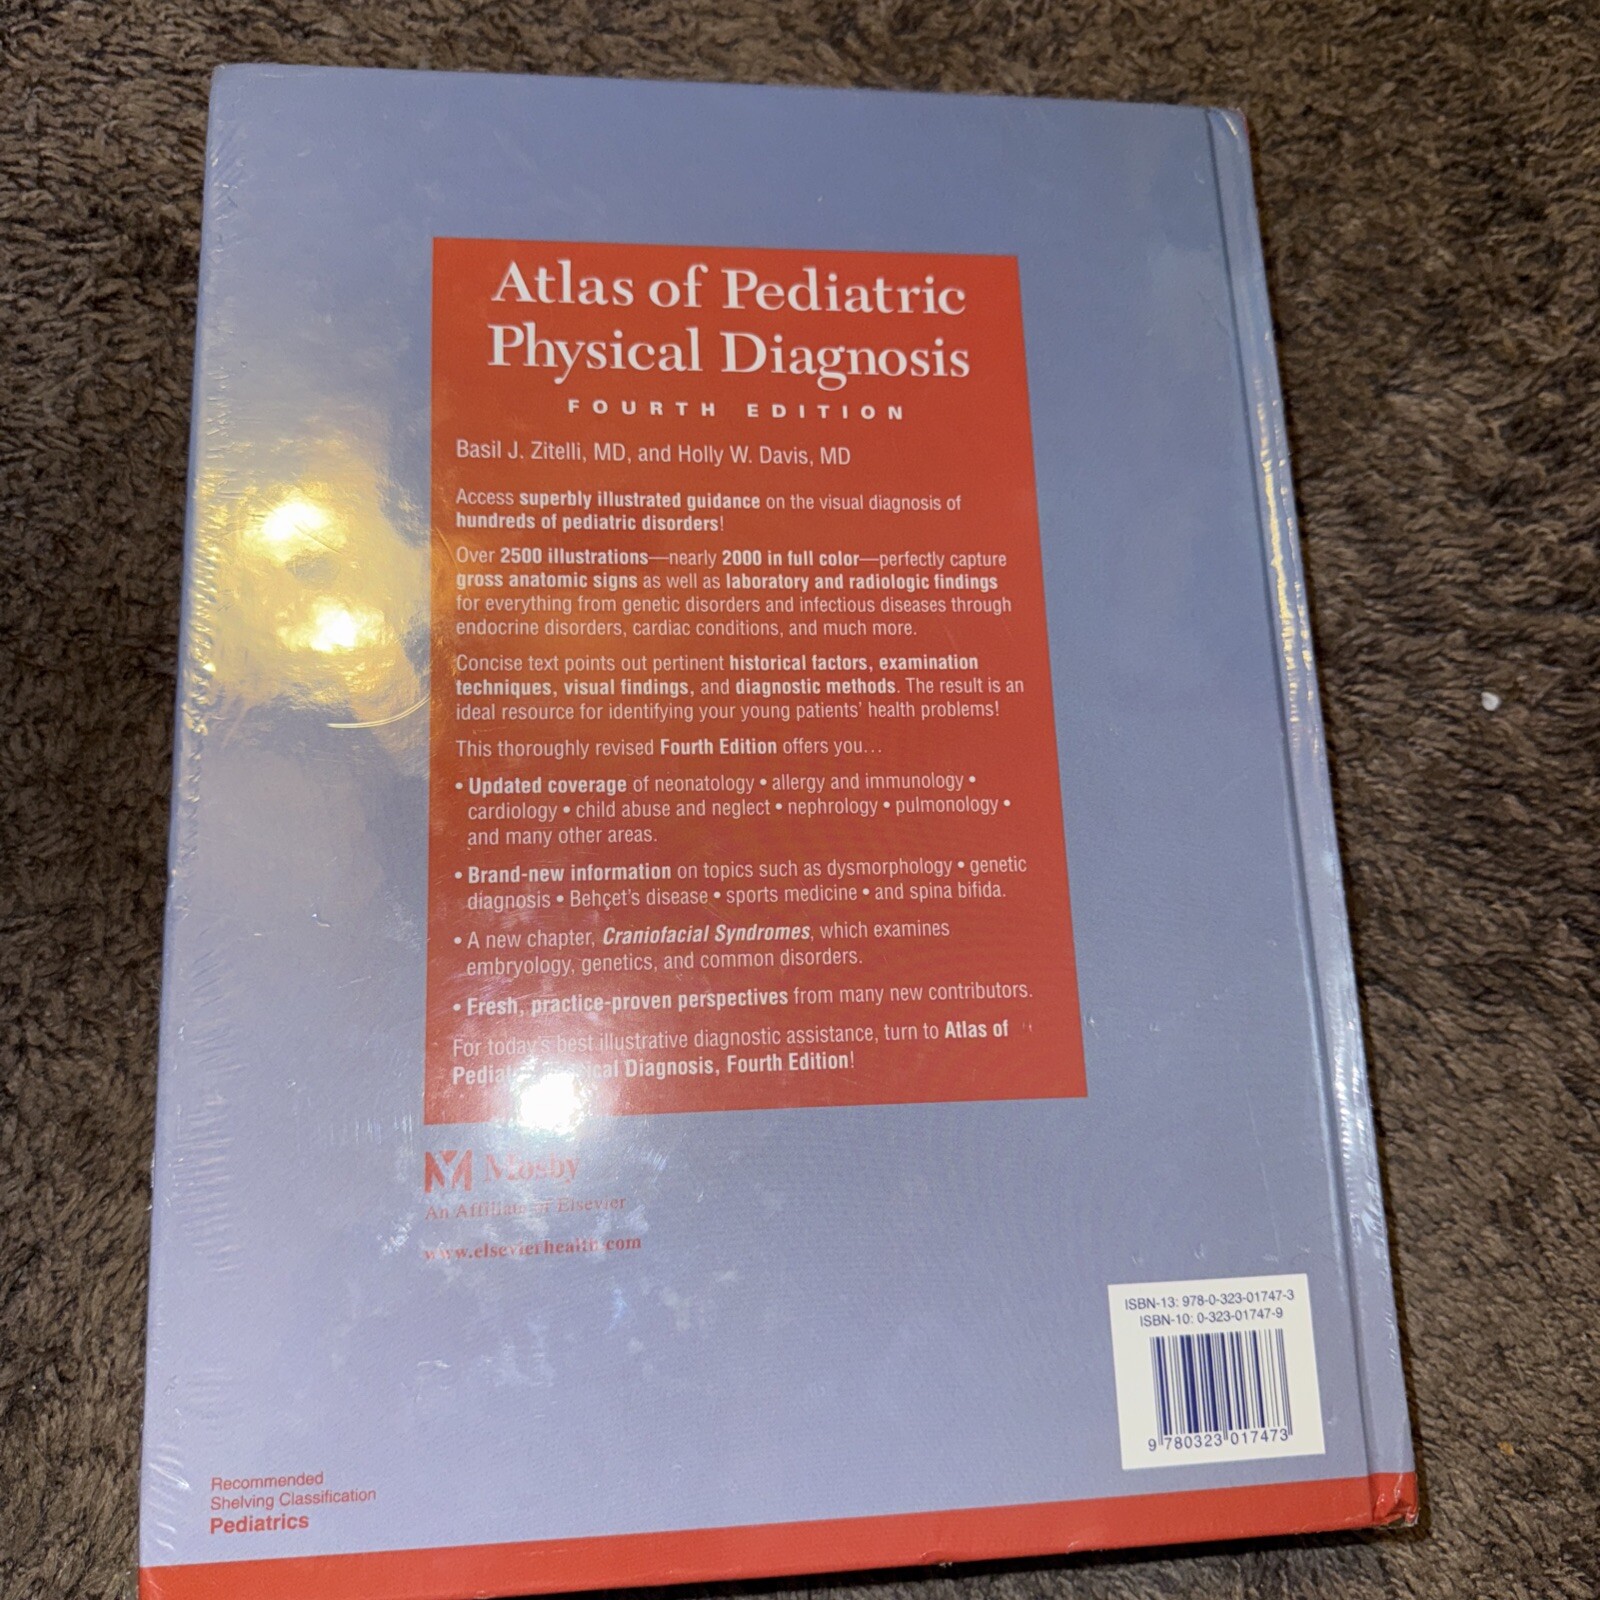 Atlas of Pediatric
Physical Diagnosis
FOURTH EDITION
Basil J. Zitelli, MD, and Holly W. Davis, MD
Access superbly illustrated guidance on the visual diagnosis of
hundreds of pediatric disorders!
Over 2500 illustrations—nearly 2000 in full color—perfectly capture
gross anatomic signs as well as laboratory and radiologic findings
for everything from genetic disorders and infectious diseases through
endocrine disorders, cardiac conditions, and much more.
Concise text points out pertinent historical factors, examination
techniques, visual findings, and diagnostic methods. The result is an
ideal resource for identifying your young patients' health problems!
This thoroughly revised Fourth Edition offers you...
• Updated coverage of neonatology • allergy and immunology •
cardiology • child abuse and neglect • nephrology • pulmonology •
and many other areas.
• Brand-new information on topics such as dysmorphology • genetic
diagnosis • Behçet's disease • sports medicine • and spina bifida.
• A new chapter, Craniofacial Syndromes, which examines
embryology, genetics, and common disorders.
• Fresh, practice-proven perspectives from many new contributors.
For today's best illustrative diagnostic assistance, turn to Atlas of
Diagnosis, Fourth Edition!
M Mosby
An Affiliate of Elsevier
www.elsevierhealth.com
ISBN-13: 978-0-323-01747-3
ISBN-10: 0-323-01747-9
9 780323 017473
Recommended
Shelving Classification
Pediatrics